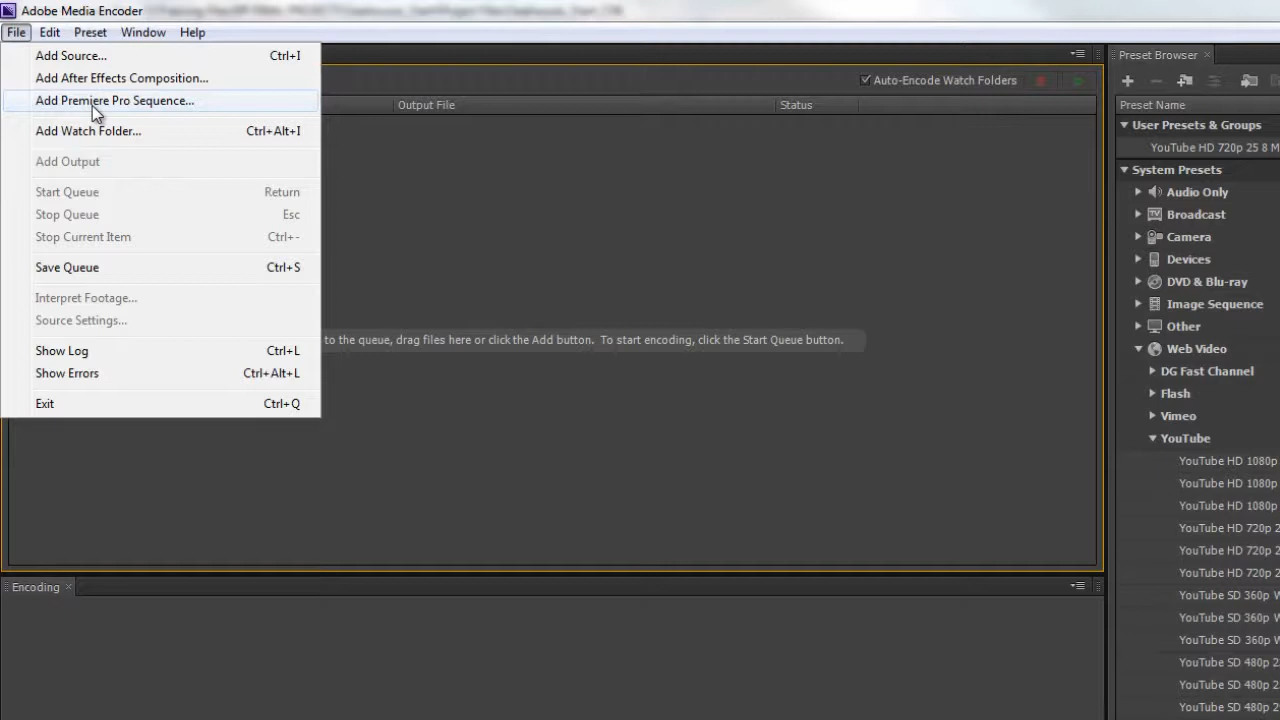 Adobe Media Encoder
File Edit Preset Window Help
Add Source... Ctrl+I
Add After Effects Composition...
Add Premiere Pro Sequence...
Add Watch Folder... Ctrl+Alt+I
Add Output
Start Queue Return
Stop Queue Esc
Stop Current Item Ctrl+-
Save Queue Ctrl+S
Interpret Footage...
Source Settings...
Show Log Ctrl+L
Show Errors Ctrl+Alt+L
Exit Ctrl+Q
Auto-Encode Watch Folders
Output File Status
to the queue, drag files here or click the Add button. To start encoding, click the Start Queue button.
Encoding
Preset Browser
Preset Name
User Presets & Groups
YouTube HD 720p 25 8 M
System Presets
Audio Only
Broadcast
Camera
Devices
DVD & Blu-ray
Image Sequence
Other
Web Video
DG Fast Channel
Flash
Vimeo
YouTube
YouTube HD 1080p
YouTube HD 1080p
YouTube HD 1080p
YouTube HD 720p 2
YouTube HD 720p 2
YouTube HD 720p 2
YouTube SD 360p W
YouTube SD 360p W
YouTube SD 360p W
YouTube SD 480p 2
YouTube SD 480p 2
YouTube SD 480p